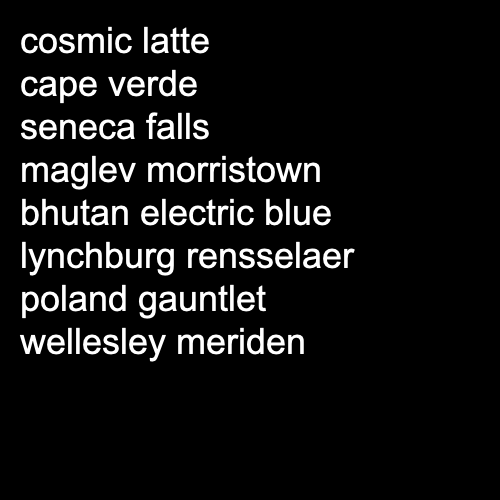 cosmic latte
cape verde
seneca falls
maglev morristown
bhutan electric blue
lynchburg rensselaer
poland gauntlet
wellesley meriden